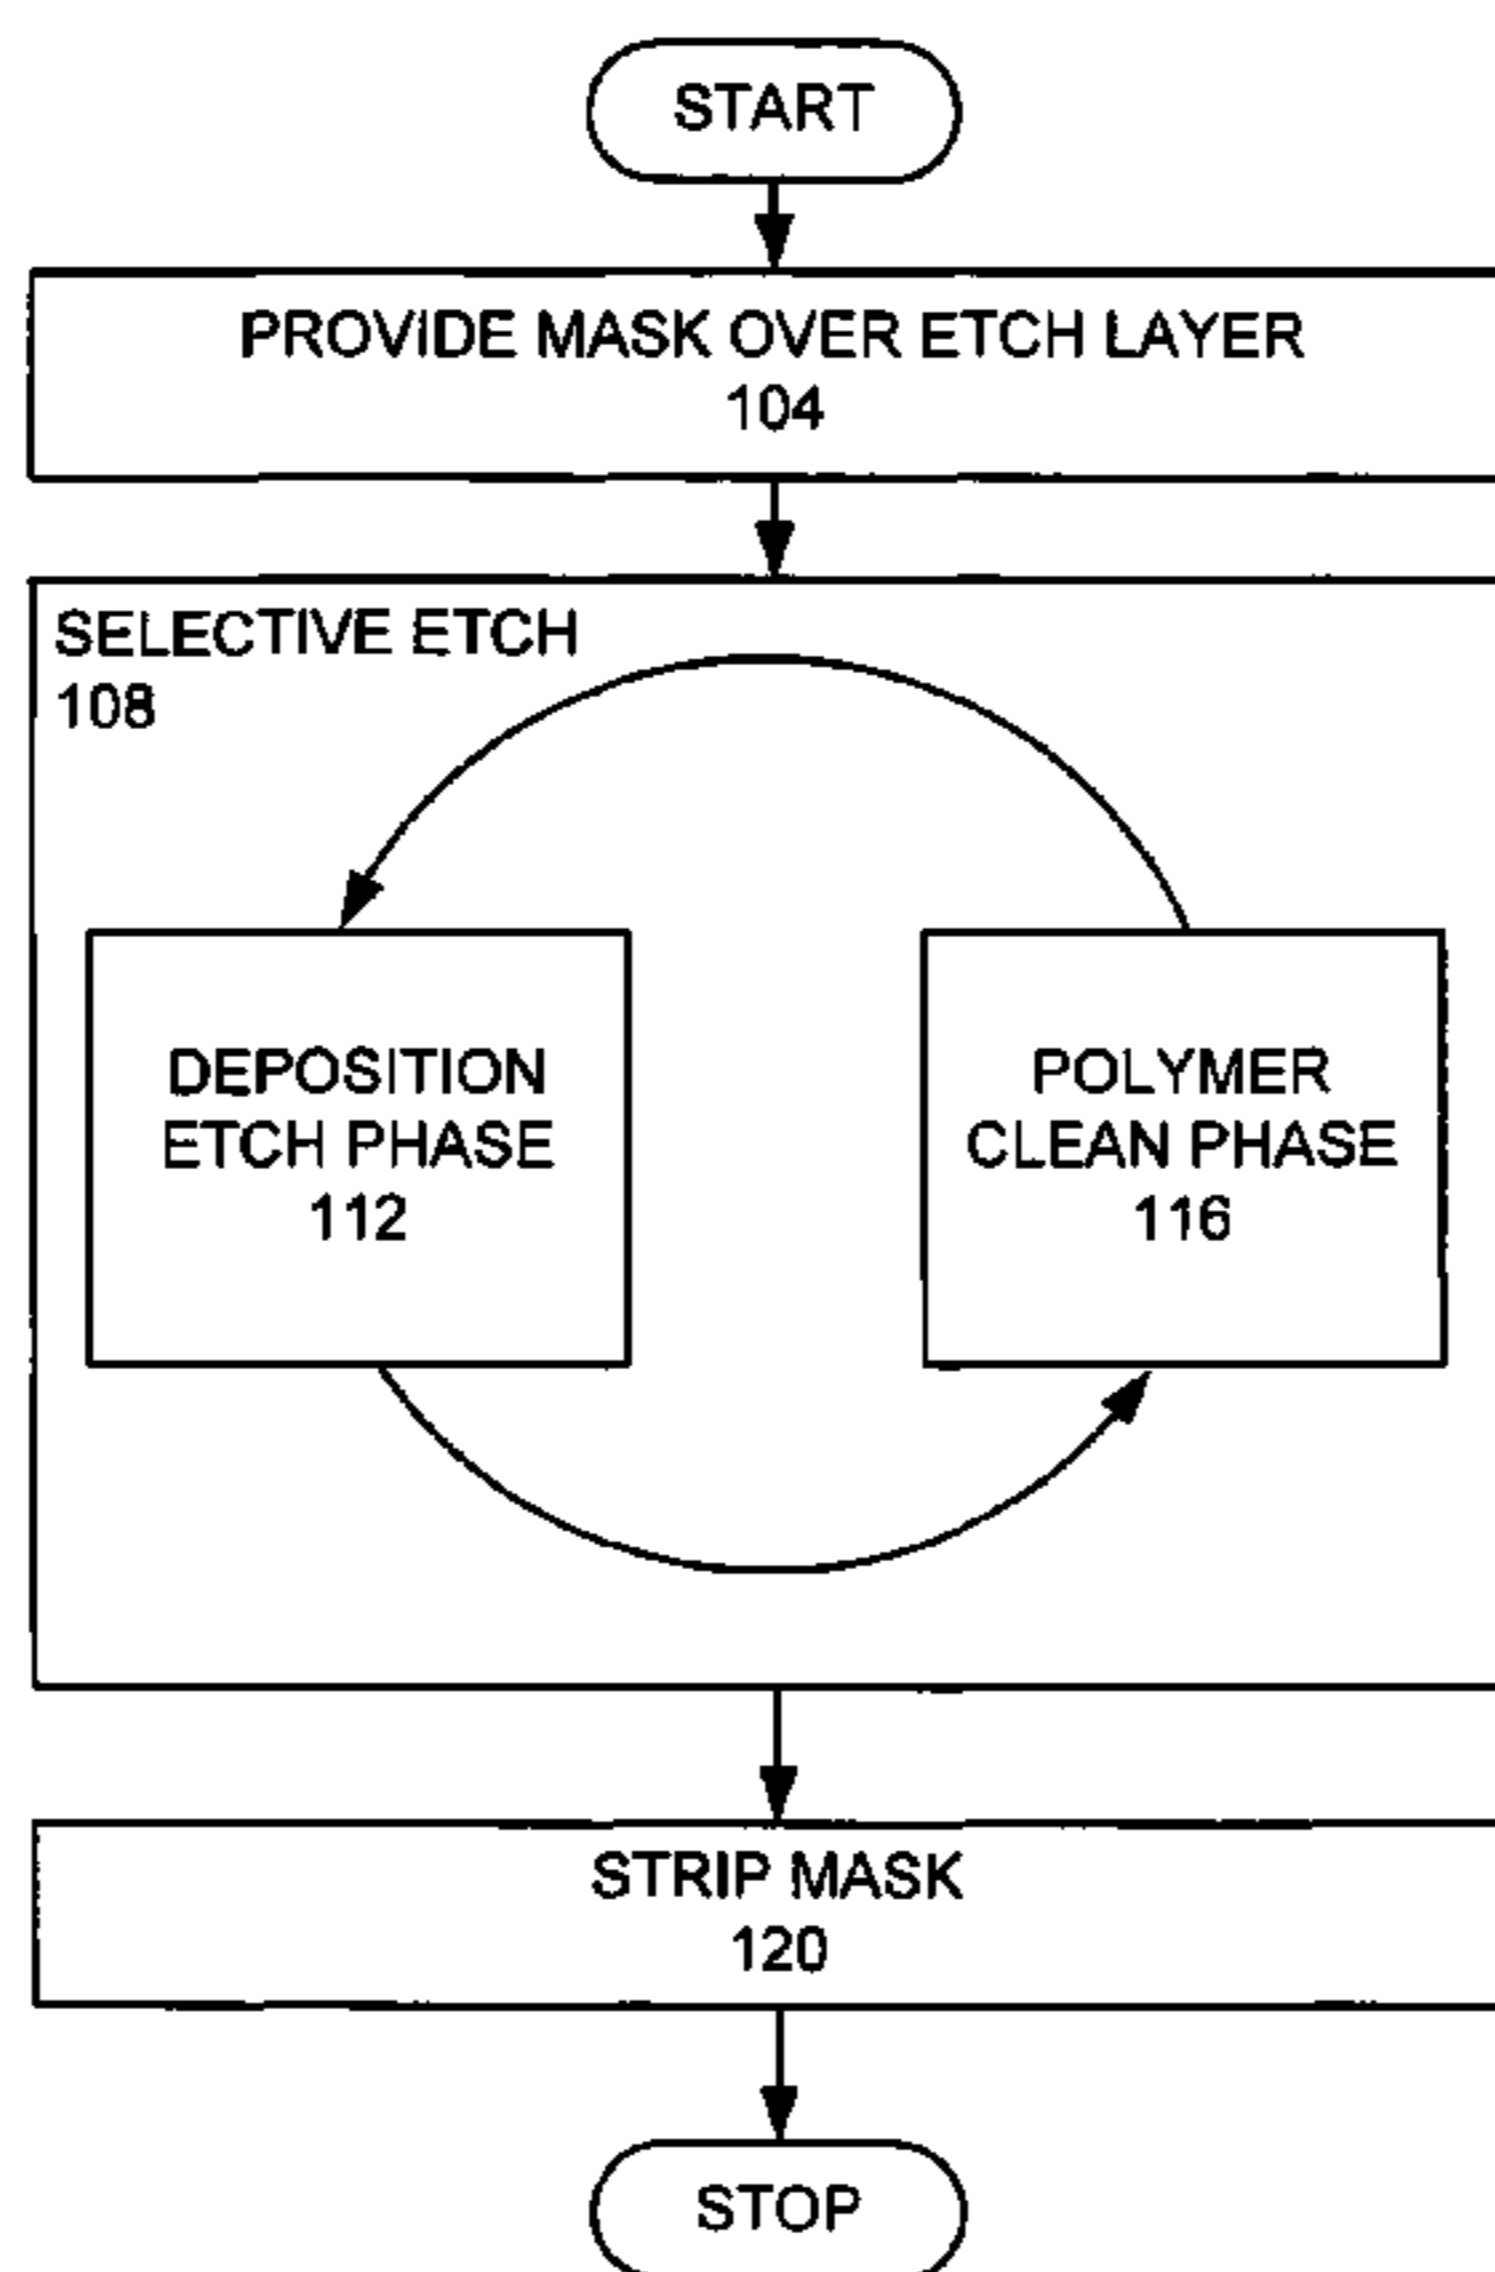 START
PROVIDE MASK OVER ETCH LAYER
104
SELECTIVE ETCH
108
DEPOSITION
ETCH PHASE
112
POLYMER
CLEAN PHASE
116
STRIP MASK
120
STOP